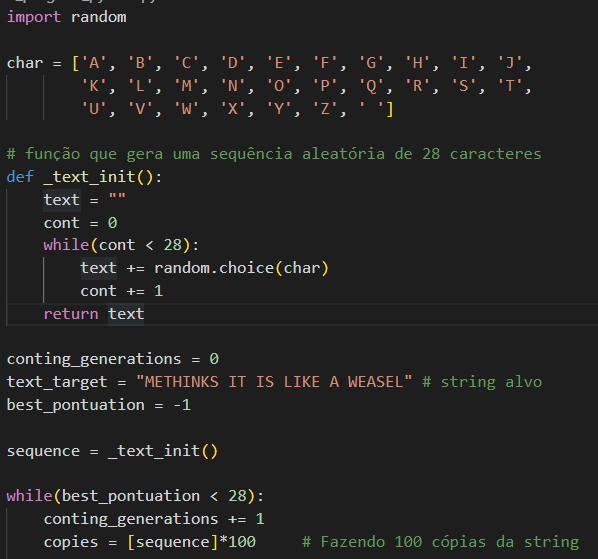 import random
char = ['A', 'B', 'C', 'D', 'E', 'F', 'G', 'H', 'I', 'J',
'K', 'L', 'M', 'N', 'O', 'P', 'Q', 'R', 'S', 'T',
'U', 'V', 'W', 'X', 'Y', 'Z', ' ']
# função que gera uma sequência aleatória de 28 caracteres
def _text_init():
    text = ""
    cont = 0
    while(cont < 28):
        text += random.choice(char)
        cont += 1
    return text
conting_generations = 0
text_target = "METHINKS IT IS LIKE A WEASEL" # string alvo
best_pontuation = -1
sequence = _text_init()
while(best_pontuation < 28):
    conting_generations += 1
    copies = [sequence]*100     # Fazendo 100 cópias da string